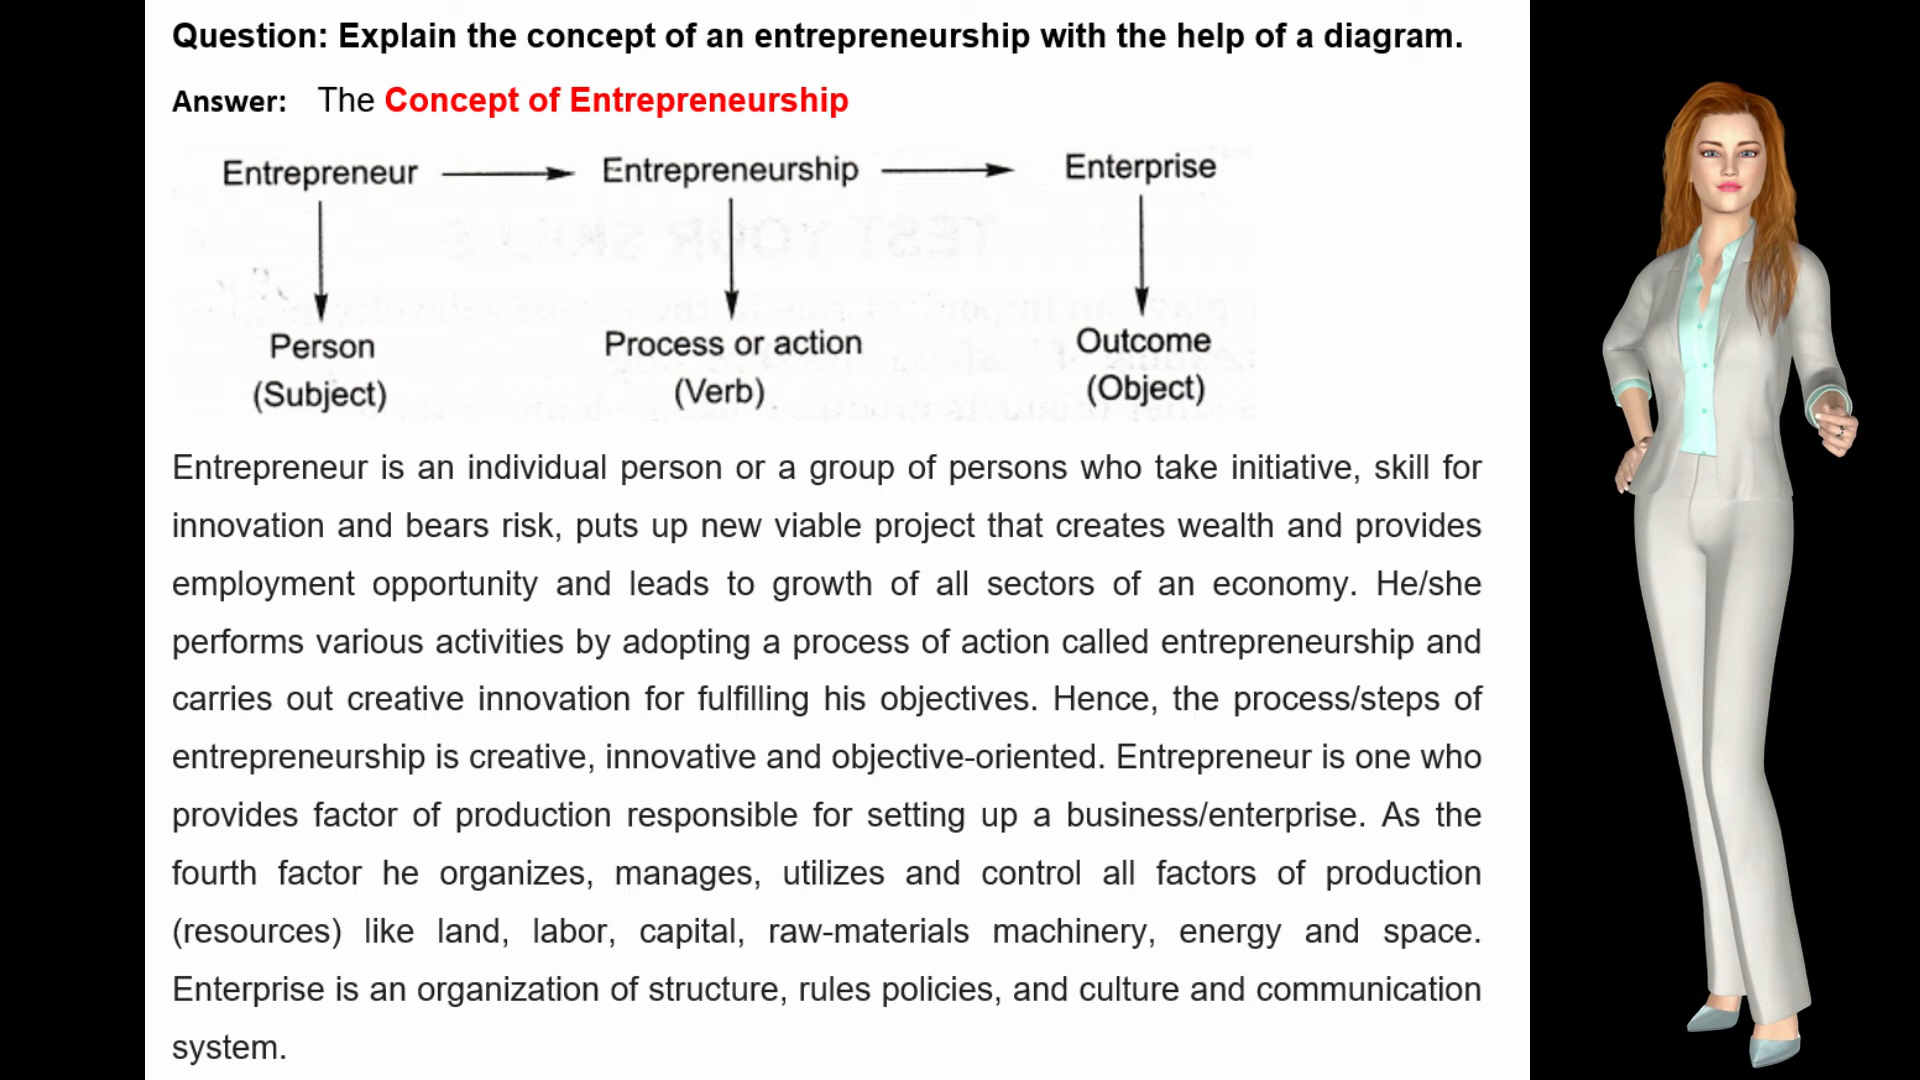 Question: Explain the concept of an entrepreneurship with the help of a diagram.
Answer: The Concept of Entrepreneurship
Entrepreneur Entrepreneurship Enterprise
Person Process or action Outcome
(Subject) (Verb) (Object)
Entrepreneur is an individual person or a group of persons who take initiative, skill for
innovation and bears risk, puts up new viable project that creates wealth and provides
employment opportunity and leads to growth of all sectors of an economy. He/she
performs various activities by adopting a process of action called entrepreneurship and
carries out creative innovation for fulfilling his objectives. Hence, the process/steps of
entrepreneurship is creative, innovative and objective-oriented. Entrepreneur is one who
provides factor of production responsible for setting up a business/enterprise. As the
fourth factor he organizes, manages, utilizes and control all factors of production
(resources) like land, labor, capital, raw-materials machinery, energy and space.
Enterprise is an organization of structure, rules policies, and culture and communication
system.